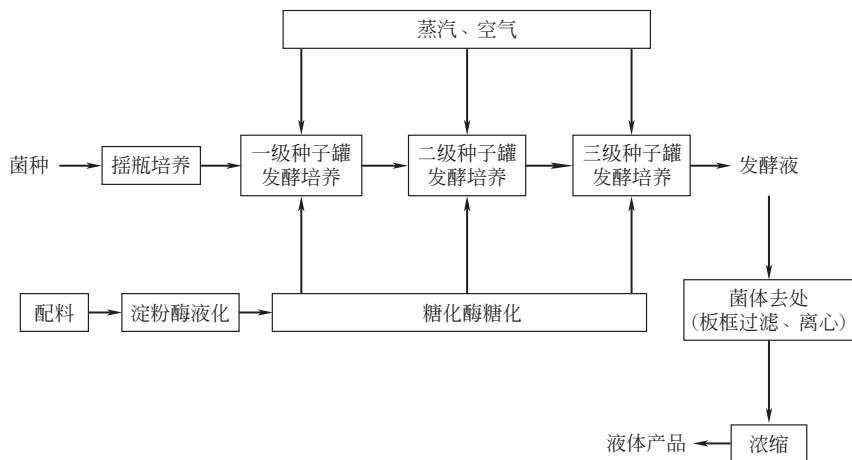 蒸汽、空气
菌种
摇瓶培养
一级种子罐
发酵培养
二级种子罐
发酵培养
三级种子罐
发酵培养
发酵液
配料
淀粉酶液化
糖化酶糖化
菌体去处
(板框过滤、离心)
液体产品
浓缩